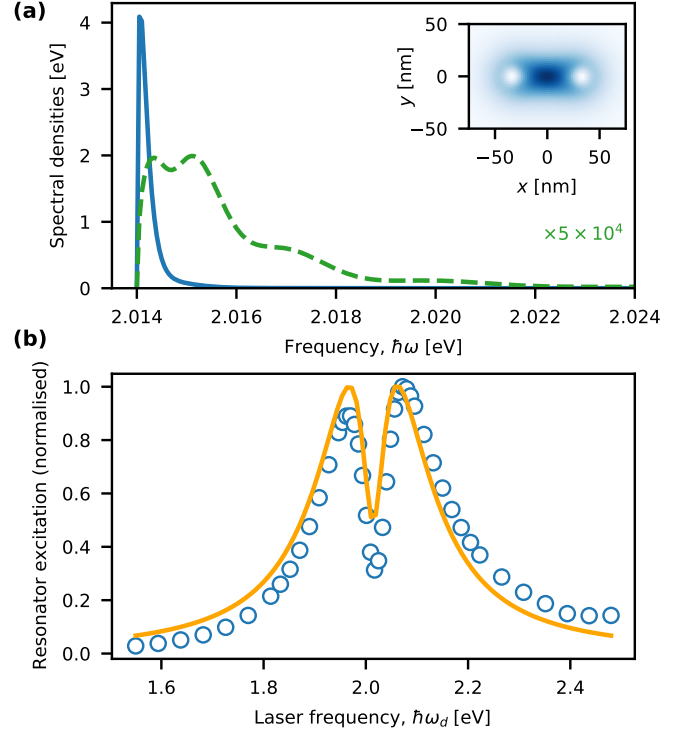 (a)
Spectral densities [eV]
4
3
2
1
0
2.014 2.016 2.018 2.020 2.022 2.024
Frequency, ħω [eV]
×5 × 10⁴
y [nm]
50
0
−50
−50 0 50
x [nm]
(b)
Resonator excitation (normalised)
1.0
0.8
0.6
0.4
0.2
0.0
1.6 1.8 2.0 2.2 2.4
Laser frequency, ħω_d [eV]